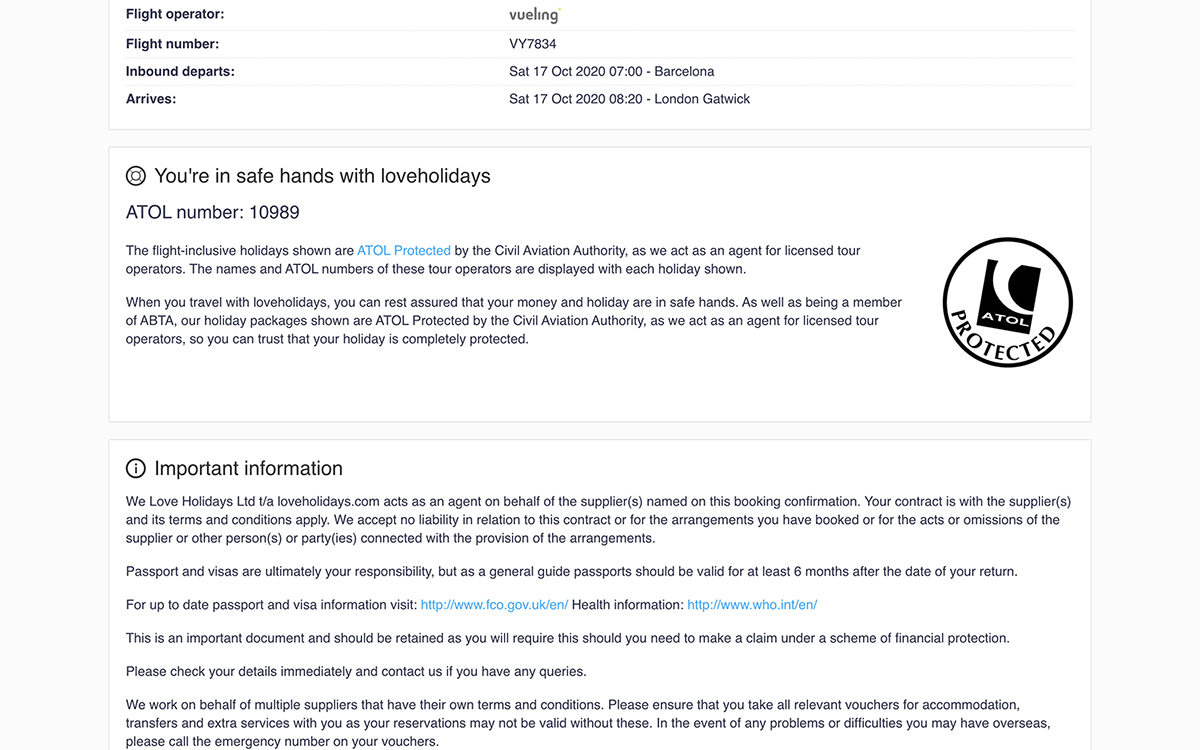 Flight operator: vueling
Flight number: VY7834
Inbound departs: Sat 17 Oct 2020 07:00 - Barcelona
Arrives: Sat 17 Oct 2020 08:20 - London Gatwick
You're in safe hands with loveholidays
ATOL number: 10989
The flight-inclusive holidays shown are ATOL Protected by the Civil Aviation Authority, as we act as an agent for licensed tour
operators. The names and ATOL numbers of these tour operators are displayed with each holiday shown.
When you travel with loveholidays, you can rest assured that your money and holiday are in safe hands. As well as being a member
of ABTA, our holiday packages shown are ATOL Protected by the Civil Aviation Authority, as we act as an agent for licensed tour
operators, so you can trust that your holiday is completely protected.
ATOL
PROTECTED
Important information
We Love Holidays Ltd t/a loveholidays.com acts as an agent on behalf of the supplier(s) named on this booking confirmation. Your contract is with the supplier(s)
and its terms and conditions apply. We accept no liability in relation to this contract or for the arrangements you have booked or for the acts or omissions of the
supplier or other person(s) or party(ies) connected with the provision of the arrangements.
Passport and visas are ultimately your responsibility, but as a general guide passports should be valid for at least 6 months after the date of your return.
For up to date passport and visa information visit: http://www.fco.gov.uk/en/ Health information: http://www.who.int/en/
This is an important document and should be retained as you will require this should you need to make a claim under a scheme of financial protection.
Please check your details immediately and contact us if you have any queries.
We work on behalf of multiple suppliers that have their own terms and conditions. Please ensure that you take all relevant vouchers for accommodation,
transfers and extra services with you as your reservations may not be valid without these. In the event of any problems or difficulties you may have overseas,
please call the emergency number on your vouchers.